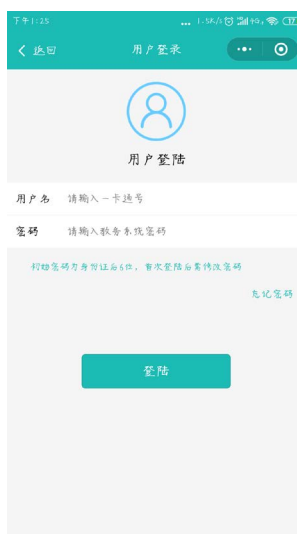 下午1:25 ... 1.5K/s 4G 17
返回 用户登录
用户登陆
用户名 请输入一卡通号
密码 请输入教务系统密码
初始密码为身份证后6位，首次登陆后需修改密码
忘记密码
登陆